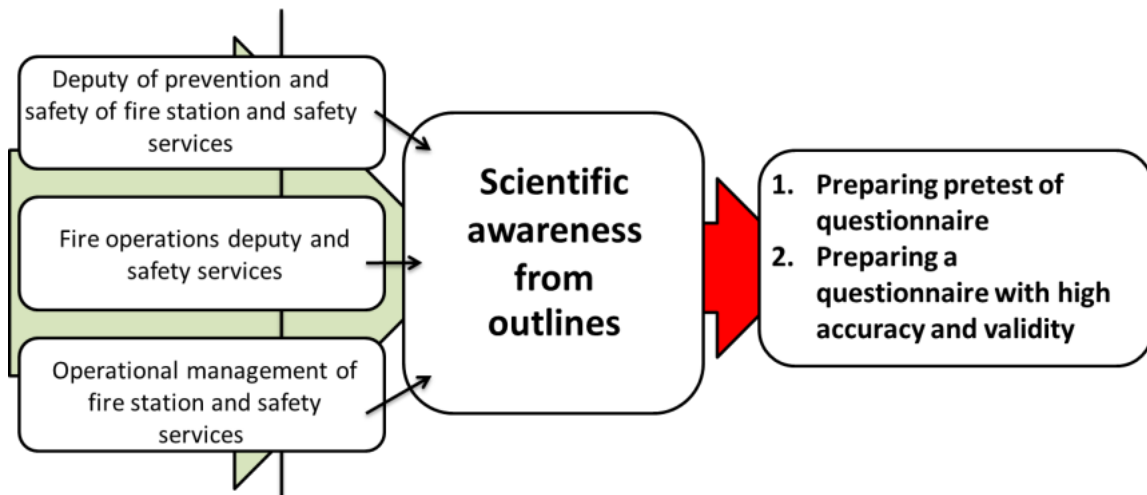 Deputy of prevention and
safety of fire station and safety
services
Fire operations deputy and
safety services
Operational management of
fire station and safety
services
Scientific
awareness
from
outlines
1. Preparing pretest of
questionnaire
2. Preparing a
questionnaire with high
accuracy and validity